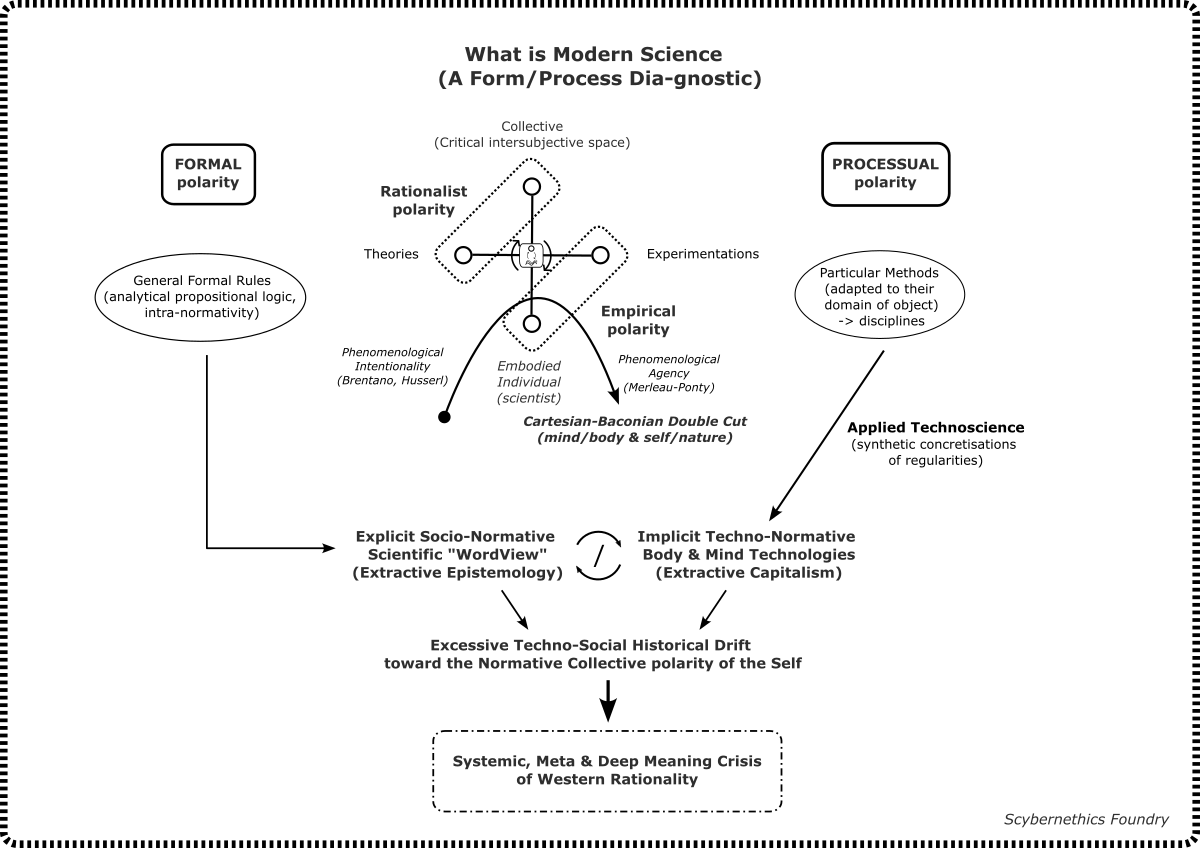 What is Modern Science
(A Form/Process Dia-gnostic)
Collective
(Critical intersubjective space)
FORMAL
polarity
PROCESSUAL
polarity
Rationalist
polarity
Theories
Experimentations
General Formal Rules
(analytical propositional logic,
intra-normativity)
Particular Methods
(adapted to their
domain of object)
-> disciplines
Empirical
polarity
Phenomenological
Intentionality
(Brentano, Husserl)
Embodied
Individual
(scientist)
Phenomenological
Agency
(Merleau-Ponty)
Cartesian-Baconian Double Cut
(mind/body & self/nature)
Applied Technoscience
(synthetic concretisations
of regularities)
Explicit Socio-Normative
Scientific "WordView"
(Extractive Epistemology)
/
Implicit Techno-Normative
Body & Mind Technologies
(Extractive Capitalism)
Excessive Techno-Social Historical Drift
toward the Normative Collective polarity of the Self
Systemic, Meta & Deep Meaning Crisis
of Western Rationality
Scybernethics Foundry